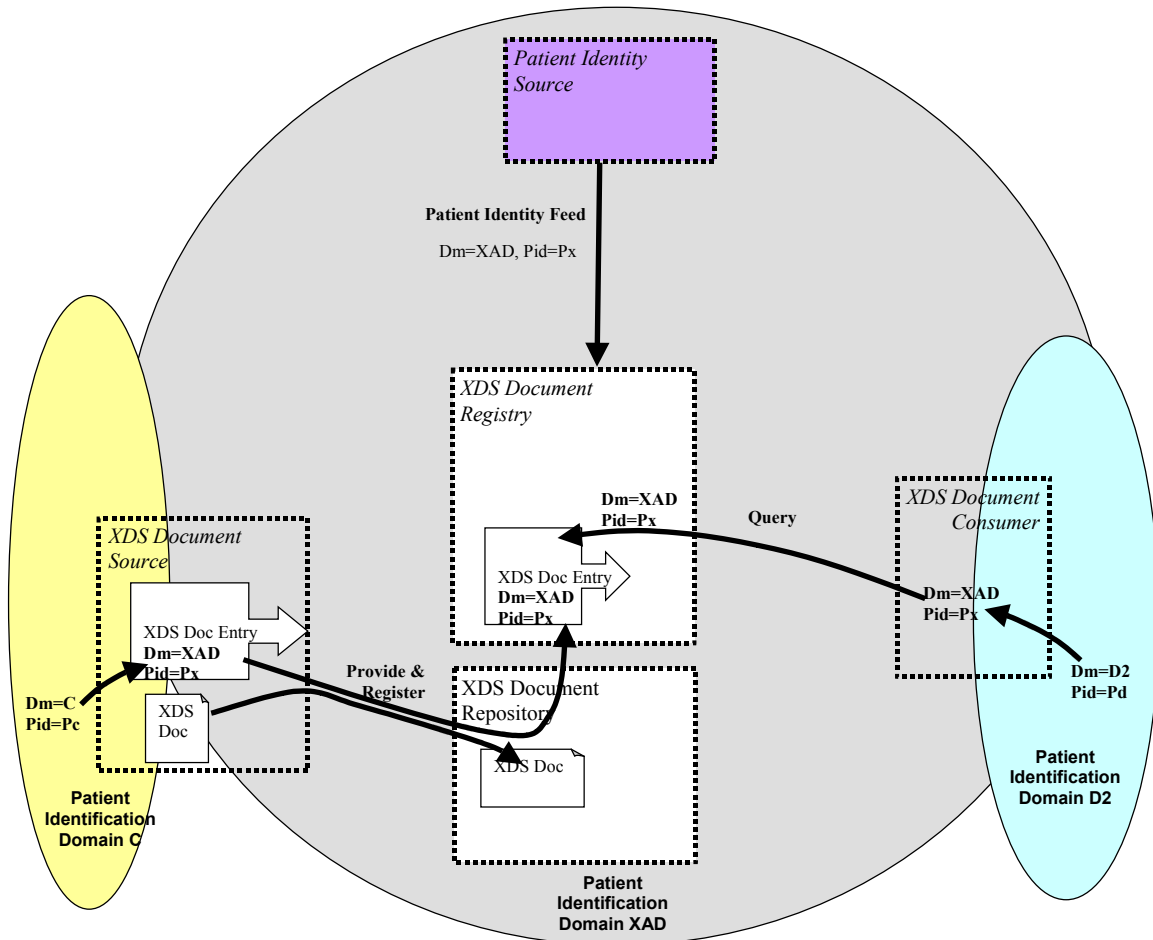 Patient Identity
Source
Patient Identity Feed
Dm=XAD, Pid=Px
XDS Document
Registry
Dm=XAD
Pid=Px
XDS Doc Entry
Dm=XAD
Pid=Px
Query
XDS Document
Consumer
Dm=XAD
Pid=Px
Dm=D2
Pid=Pd
Patient
Identification
Domain D2
XDS Document
Source
XDS Doc Entry
Dm=XAD
Pid=Px
Dm=C
Pid=Pc
XDS
Doc
Patient
Identification
Domain C
Provide &
Register
XDS Document
Repository
XDS Doc
Patient
Identification
Domain XAD